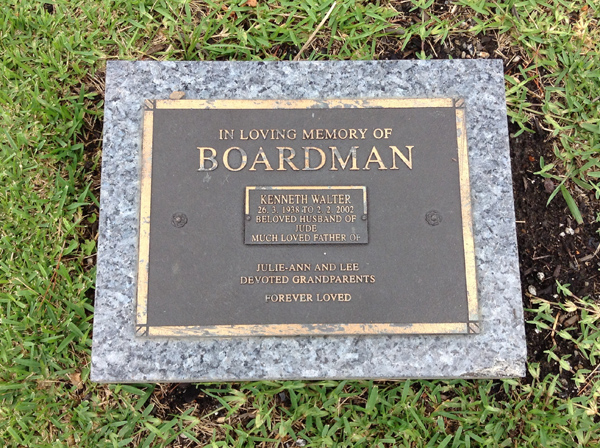 IN LOVING MEMORY OF
BOARDMAN
KENNETH WALTER
26. 3. 1938 TO 2. 2. 2002
BELOVED HUSBAND OF
JUDE
MUCH LOVED FATHER OF
JULIE-ANN AND LEE
DEVOTED GRANDPARENTS
FOREVER LOVED